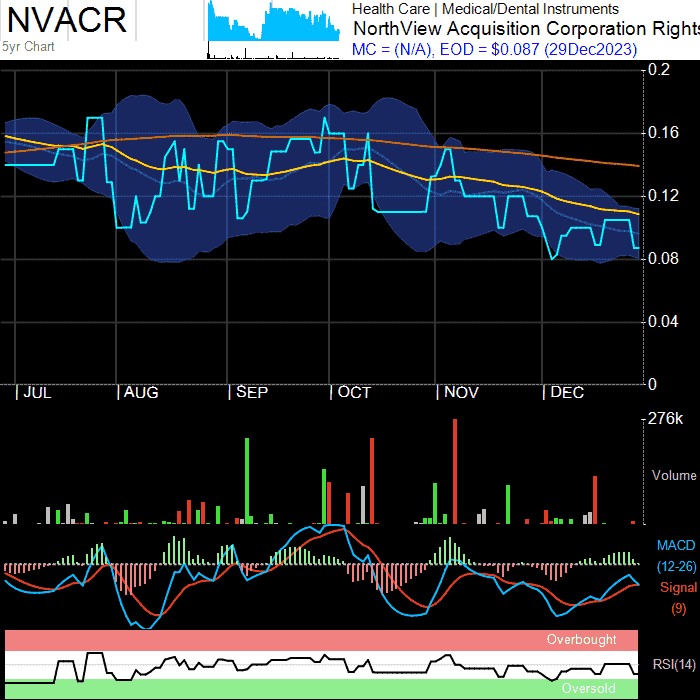 NVACR
5yr Chart
Health Care | Medical/Dental Instruments
NorthView Acquisition Corporation Rights
MC = (N/A), EOD = $0.087 (29Dec2023)
0.2
0.16
0.12
0.08
0.04
0
JUL AUG SEP OCT NOV DEC
276k
Volume
MACD
(12-26)
Signal
(9)
Overbought
RSI(14)
Oversold